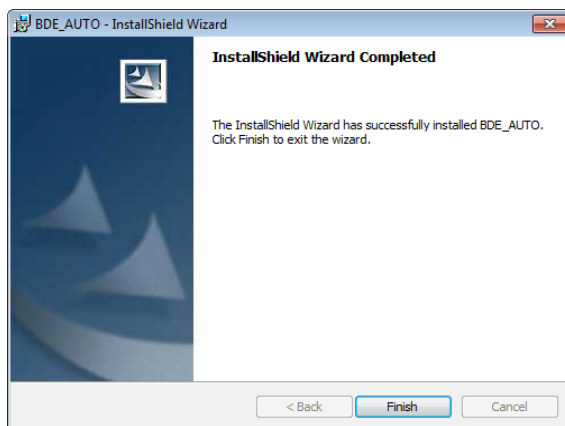 BDE_AUTO - InstallShield Wizard
InstallShield Wizard Completed
The InstallShield Wizard has successfully installed BDE_AUTO.
Click Finish to exit the wizard.
< Back
Finish
Cancel